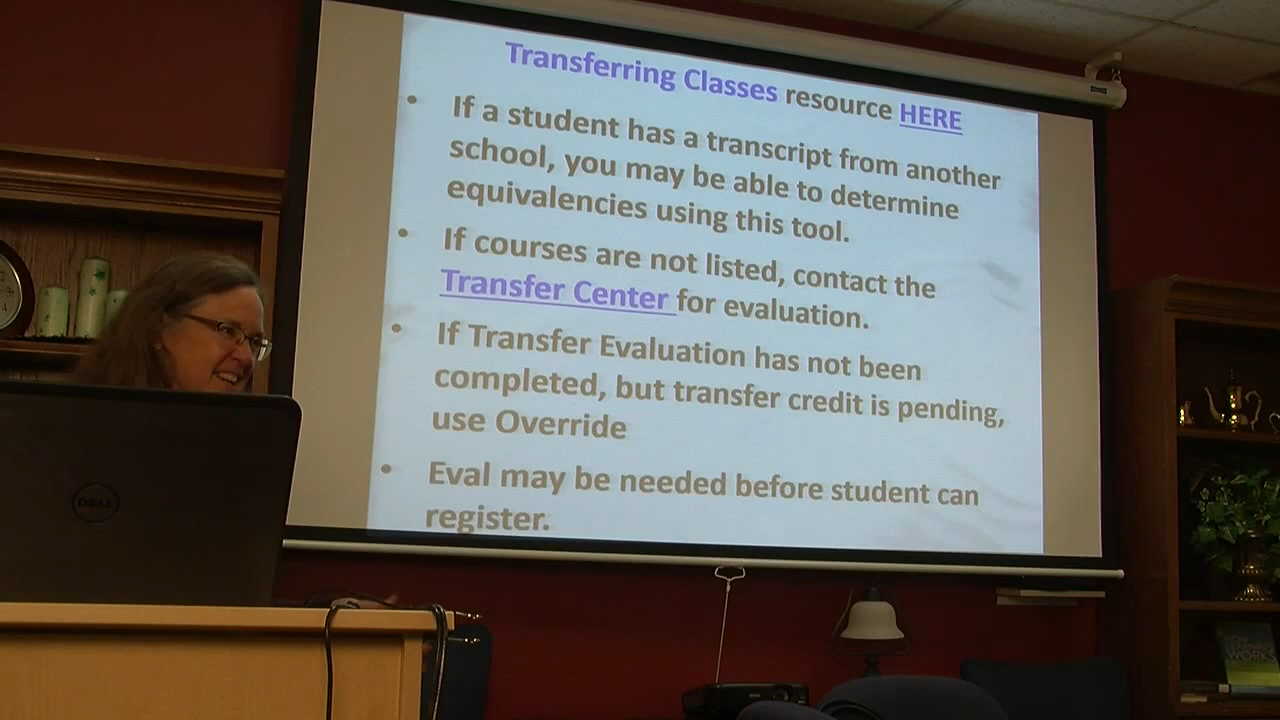 Transferring Classes resource HERE
• If a student has a transcript from another
school, you may be able to determine
equivalencies using this tool.
• If courses are not listed, contact the
Transfer Center for evaluation.
• If Transfer Evaluation has not been
completed, but transfer credit is pending,
use Override
• Eval may be needed before student can
register.
DELL